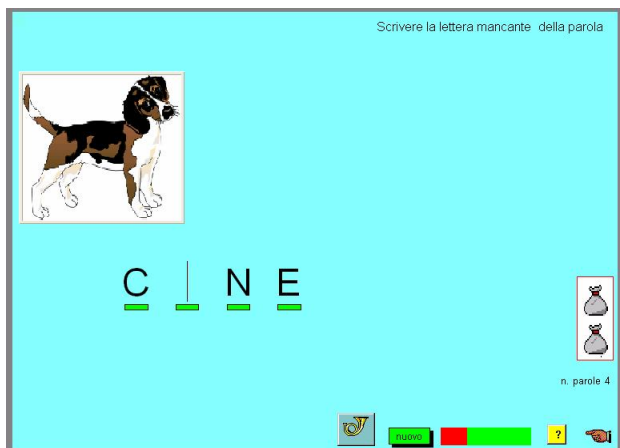 Scrivere la lettera mancante della parola
C _ N E
n. parole 4
nuovo
?